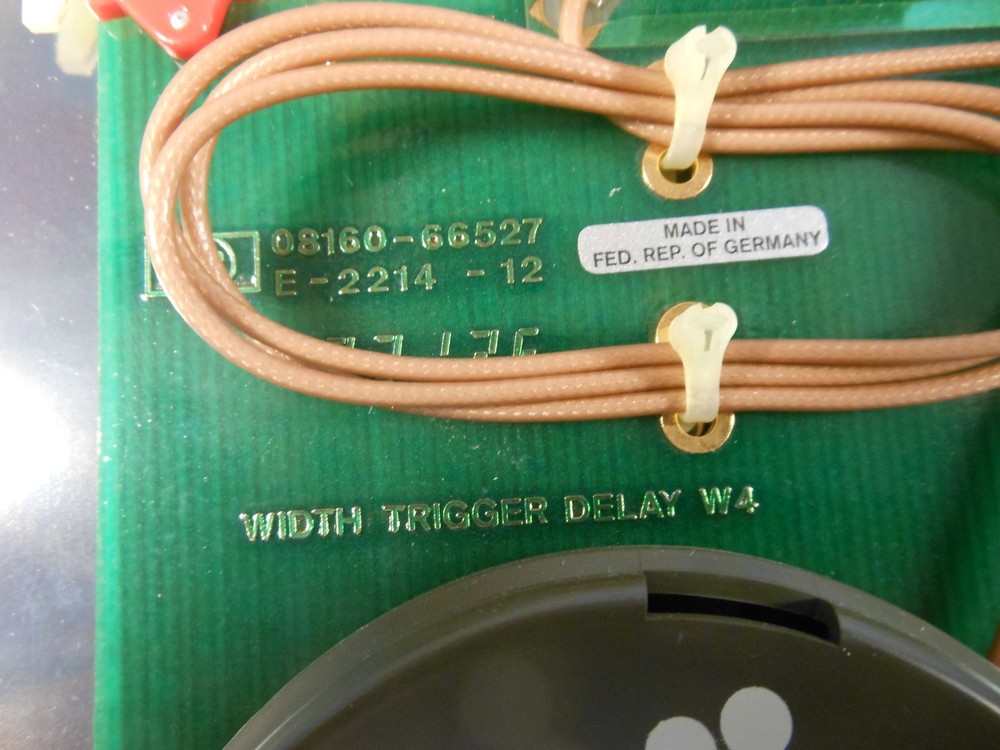 08160-66527
E-2214 -12
MADE IN
FED. REP. OF GERMANY
WIDTH TRIGGER DELAY W4